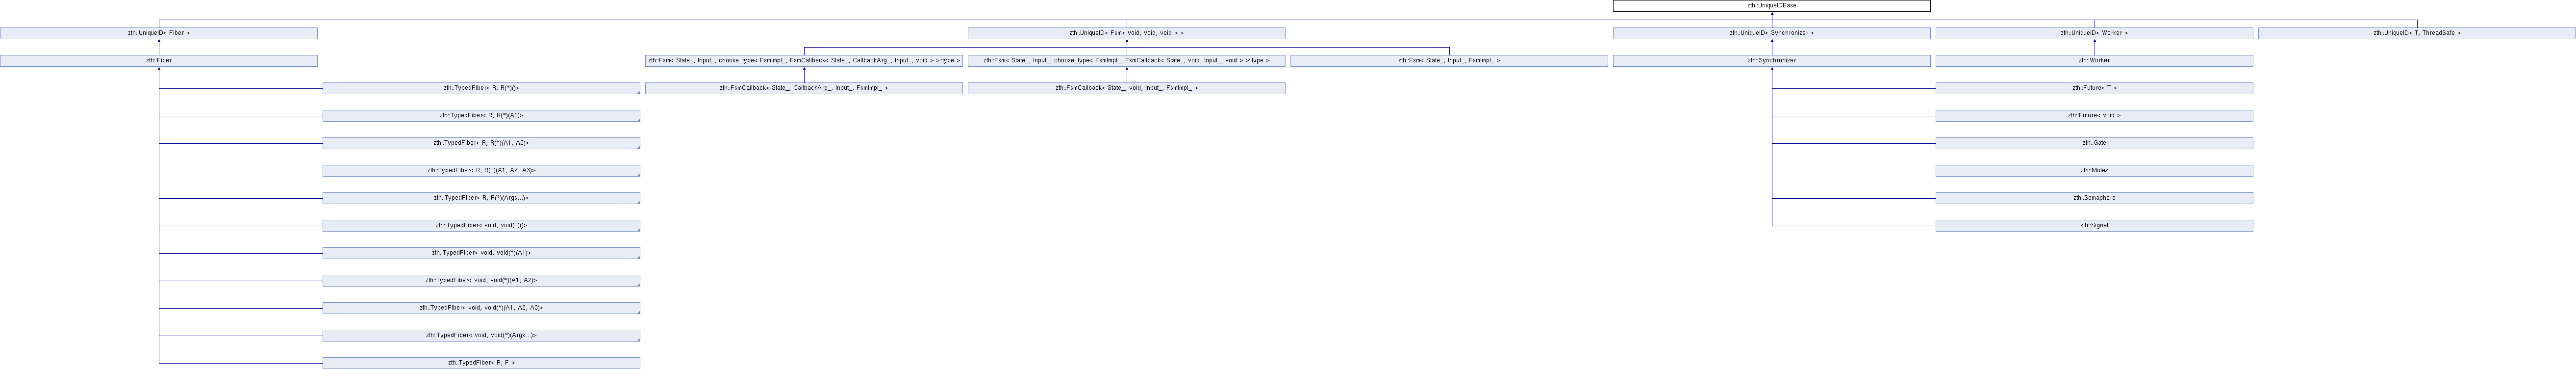 zth::UniqueIDBase
zth::UniqueID< Fiber >
zth::UniqueID< Fsm< void, void, void > >
zth::UniqueID< Synchronizer >
zth::UniqueID< Worker >
zth::UniqueID< T, ThreadSafe >
zth::Fiber
zth::Fsm< State_, Input_, choose_type< FsmImpl_, FsmCallback< State_, CallbackArg_, Input_, void > >::type >
zth::Fsm< State_, Input_, choose_type< FsmImpl_, FsmCallback< State_, void, Input_, void > >::type >
zth::Fsm< State_, Input_, FsmImpl_ >
zth::Synchronizer
zth::Worker
zth::TypedFiber< R, R(*)()>
zth::FsmCallback< State_, CallbackArg_, Input_, FsmImpl_ >
zth::FsmCallback< State_, void, Input_, FsmImpl_ >
zth::Future< T >
zth::TypedFiber< R, R(*)(A1)>
zth::Future< void >
zth::TypedFiber< R, R(*)(A1, A2)>
zth::Gate
zth::TypedFiber< R, R(*)(A1, A2, A3)>
zth::Mutex
zth::TypedFiber< R, R(*)(Args...)>
zth::Semaphore
zth::TypedFiber< void, void(*)()>
zth::Signal
zth::TypedFiber< void, void(*)(A1)>
zth::TypedFiber< void, void(*)(A1, A2)>
zth::TypedFiber< void, void(*)(A1, A2, A3)>
zth::TypedFiber< void, void(*)(Args...)>
zth::TypedFiber< R, F >